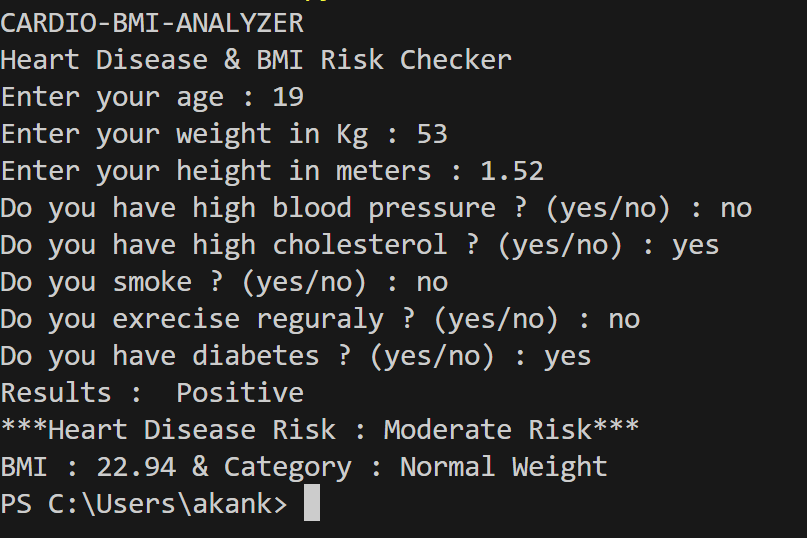 CARDIO-BMI-ANALYZER
Heart Disease & BMI Risk Checker
Enter your age : 19
Enter your weight in Kg : 53
Enter your height in meters : 1.52
Do you have high blood pressure ? (yes/no) : no
Do you have high cholesterol ? (yes/no) : yes
Do you smoke ? (yes/no) : no
Do you exrecise reguraly ? (yes/no) : no
Do you have diabetes ? (yes/no) : yes
Results :  Positive
***Heart Disease Risk : Moderate Risk***
BMI : 22.94 & Category : Normal Weight
PS C:\Users\akank>